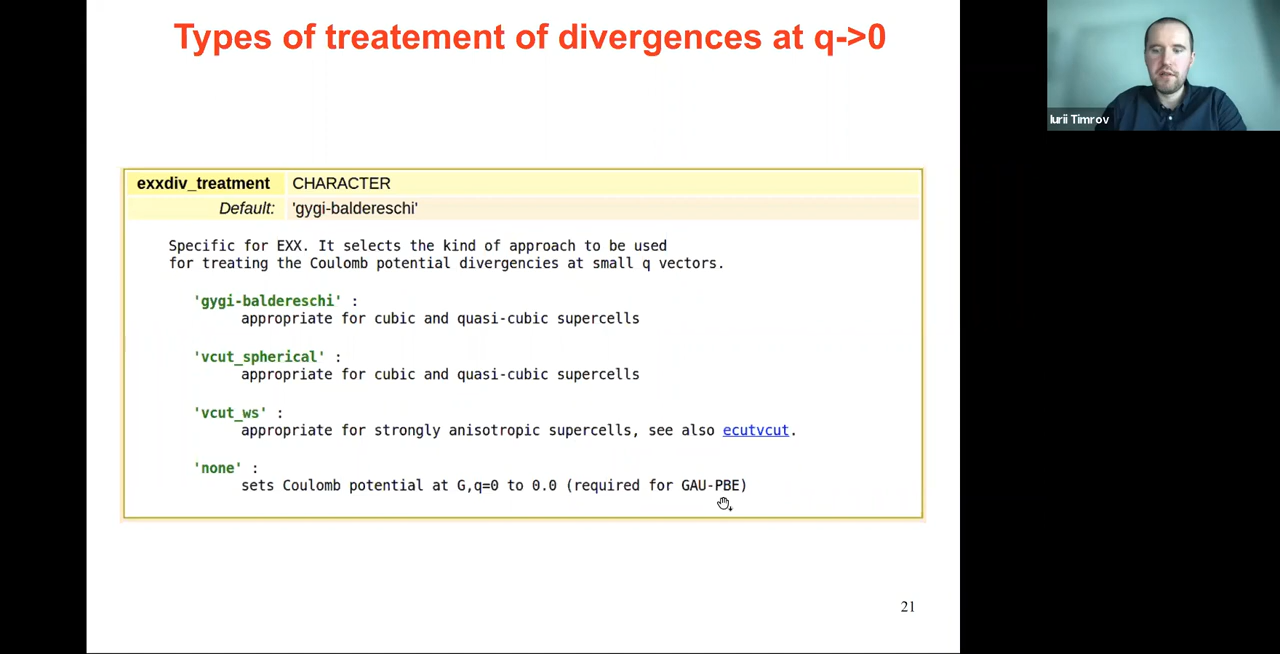 Types of treatement of divergences at q->0
Iurii Timrov
exxdiv_treatment CHARACTER
Default: 'gygi-baldereschi'
Specific for EXX. It selects the kind of approach to be used
for treating the Coulomb potential divergencies at small q vectors.
'gygi-baldereschi' :
appropriate for cubic and quasi-cubic supercells
'vcut_spherical' :
appropriate for cubic and quasi-cubic supercells
'vcut_ws' :
appropriate for strongly anisotropic supercells, see also ecutvcut.
'none' :
sets Coulomb potential at G,q=0 to 0.0 (required for GAU-PBE)
21